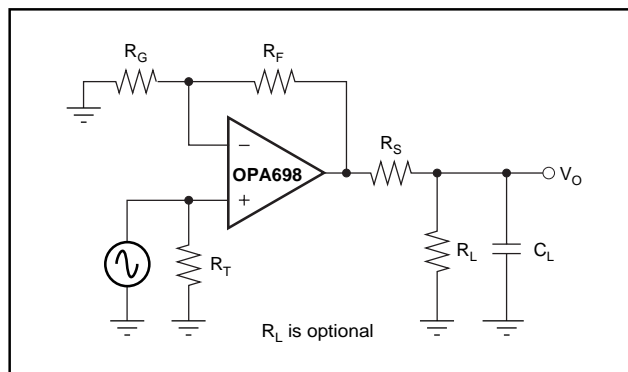 R_G
R_F
−
OPA698
+
R_S
V_O
R_T
R_L
C_L
R_L is optional